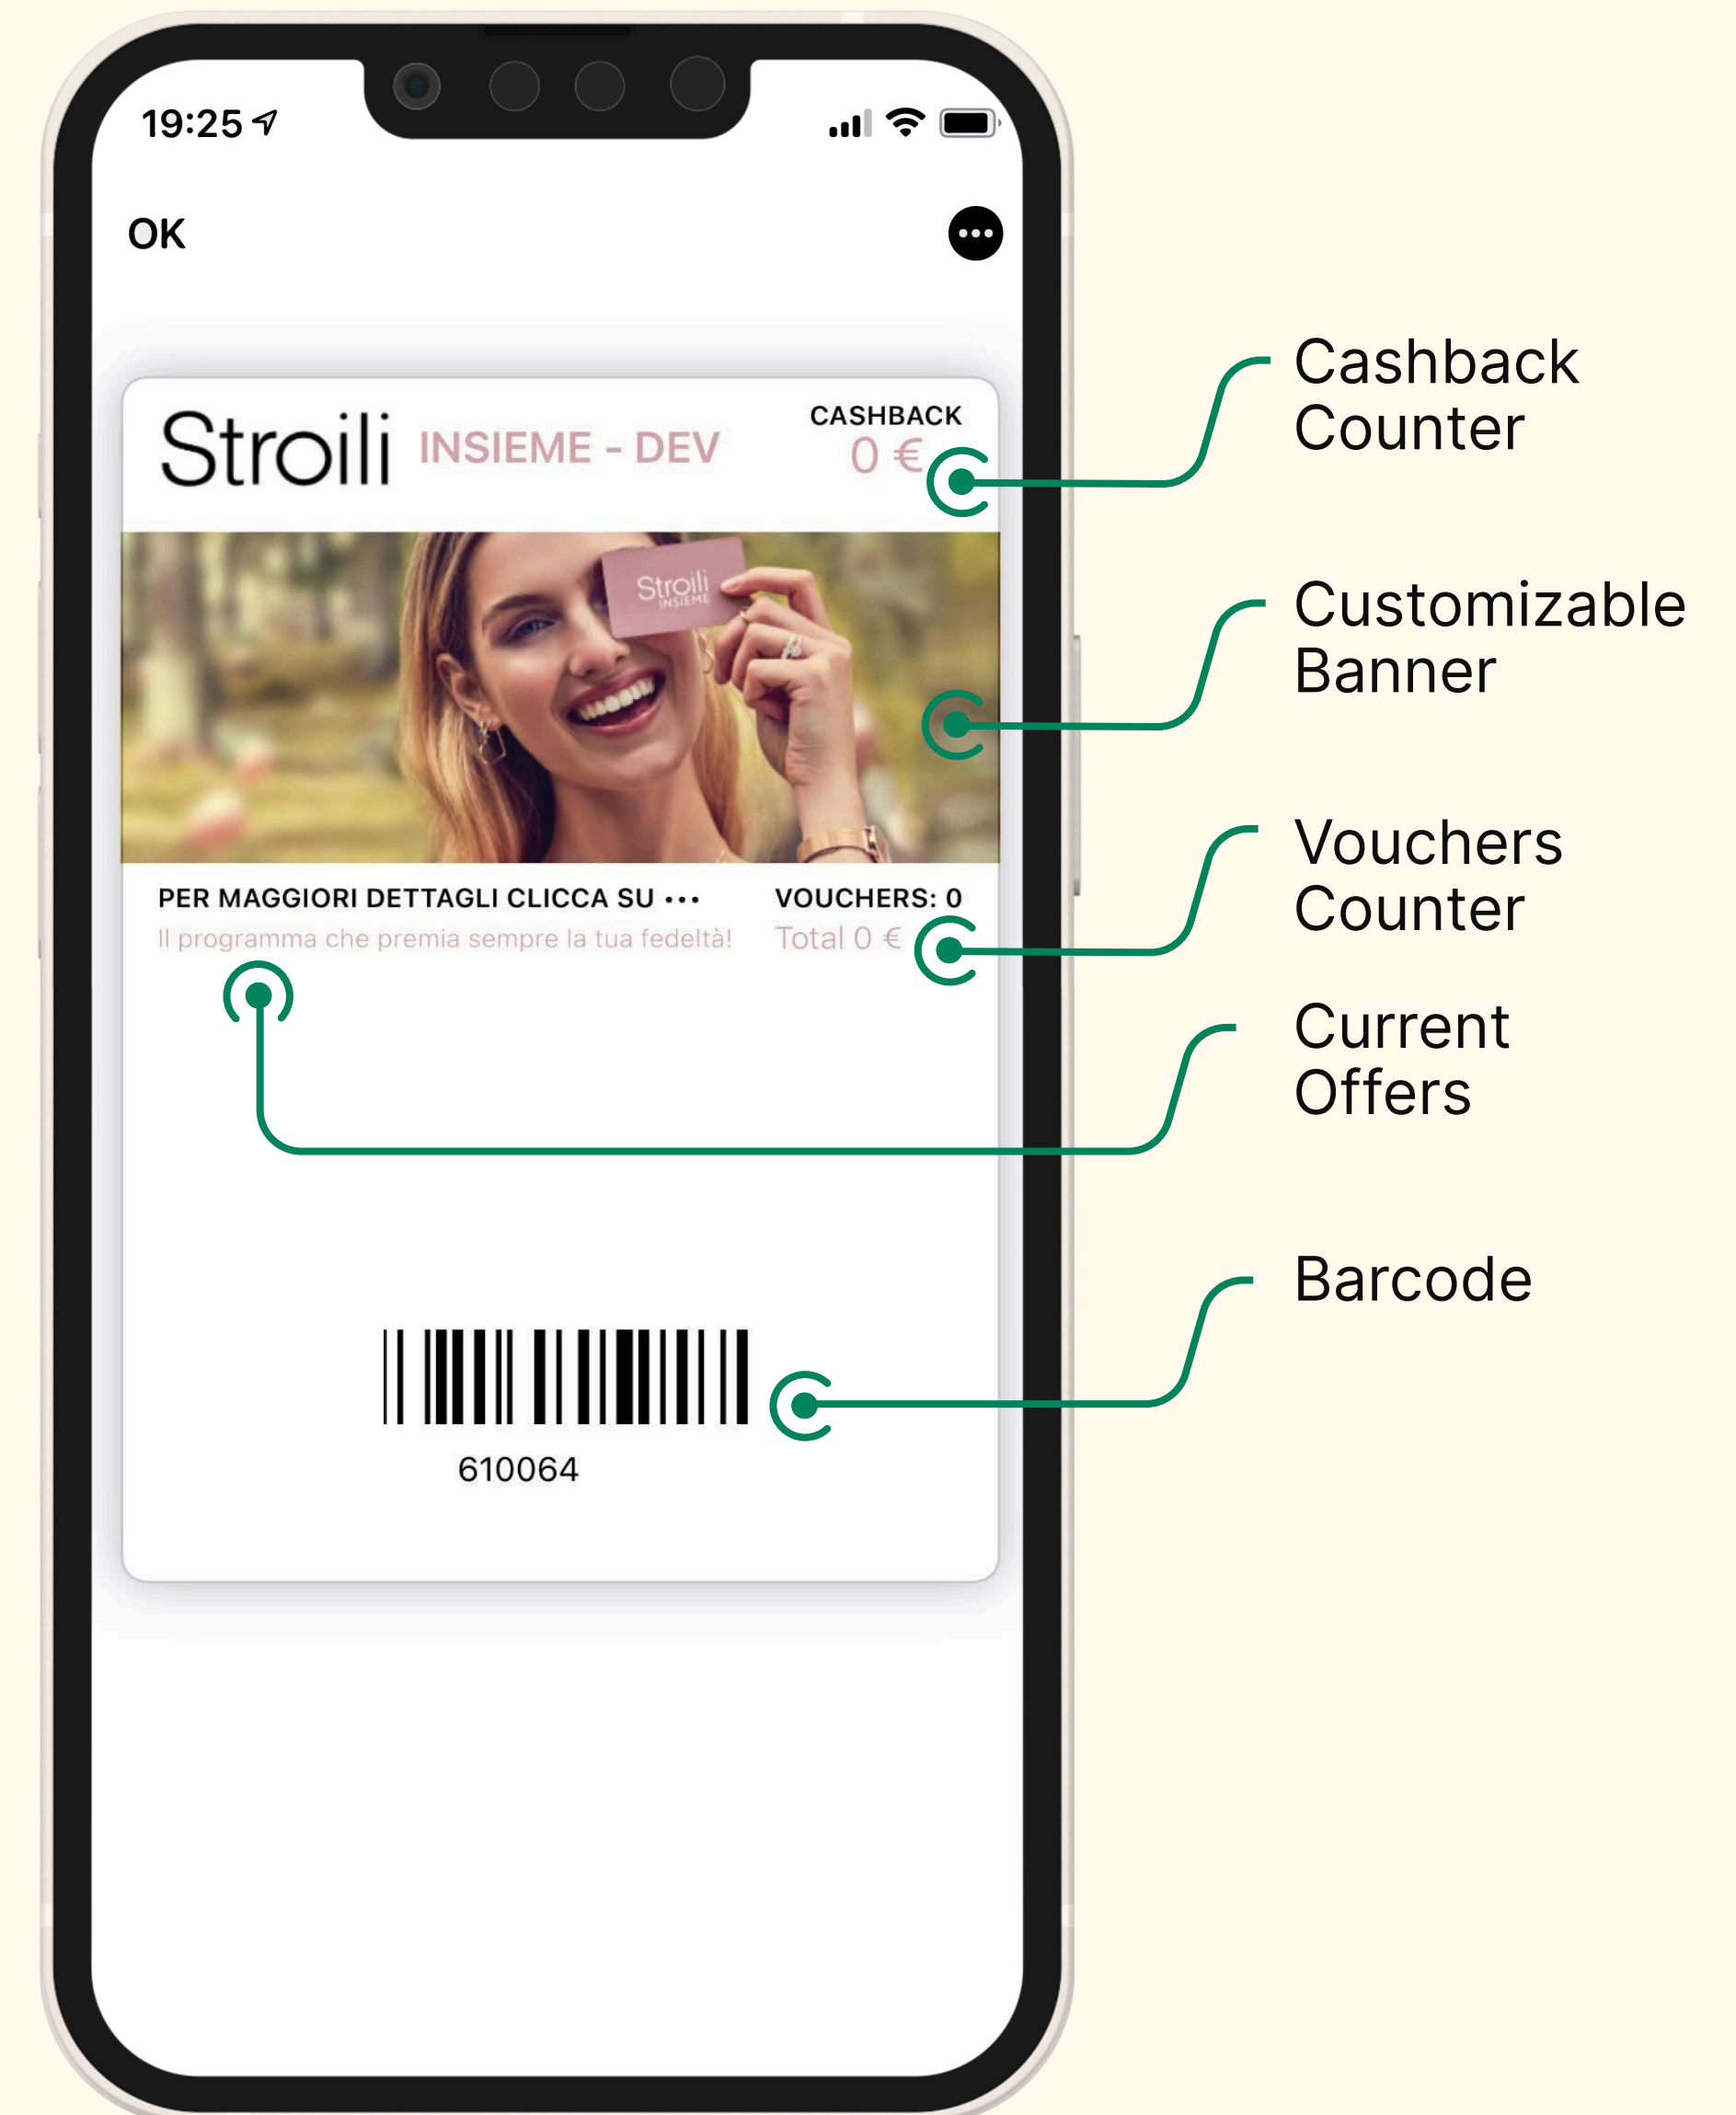 19:25
OK
Stroili INSIEME - DEV
CASHBACK
0 €
Stroili
INSIEME
PER MAGGIORI DETTAGLI CLICCA SU •••
Il programma che premia sempre la tua fedeltà!
VOUCHERS: 0
Total 0 €
610064
Cashback
Counter
Customizable
Banner
Vouchers
Counter
Current
Offers
Barcode